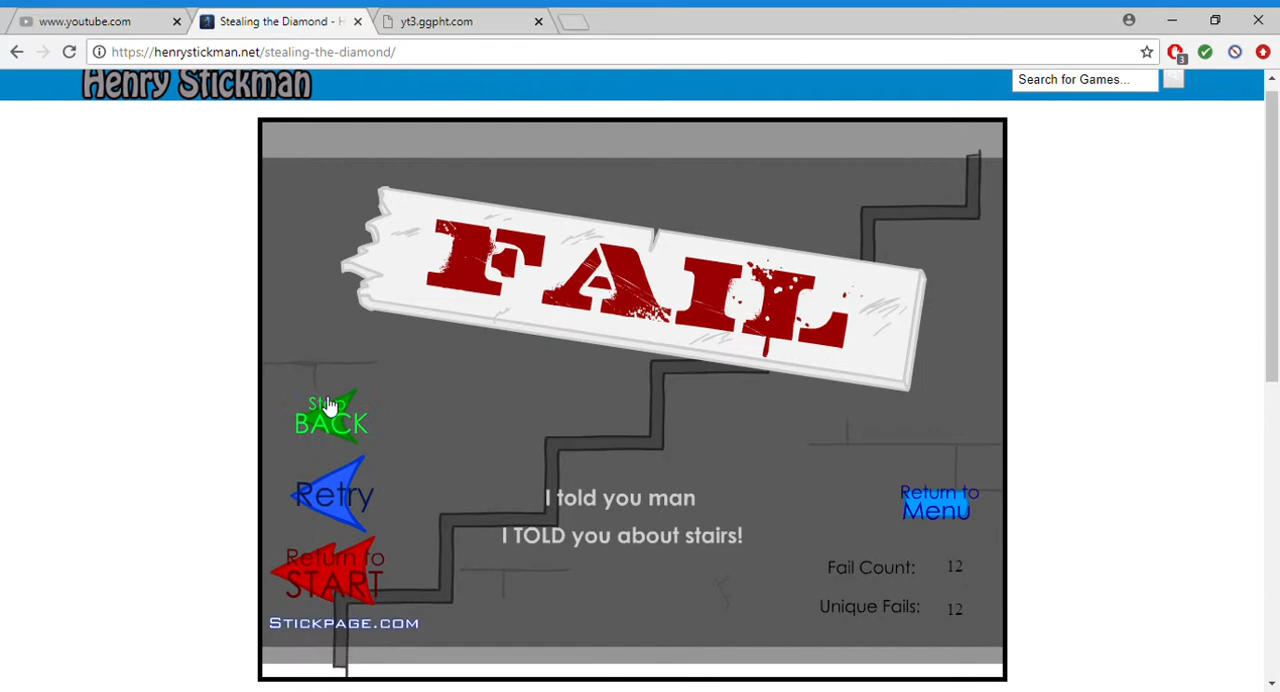 www.youtube.com
Stealing the Diamond - H
yt3.ggpht.com
https://henrystickman.net/stealing-the-diamond/
3
Henry Stickman
Search for Games...
FAIL
Step
BACK
Retry
Return to
START
I told you man
I TOLD you about stairs!
Return to
Menu
Fail Count: 12
Unique Fails: 12
STICKPAGE.COM